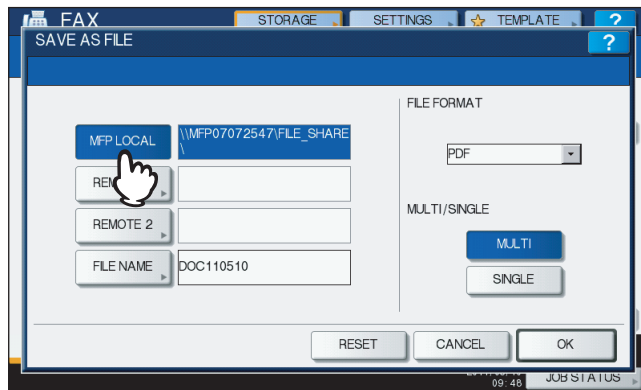 FAX STORAGE SETTINGS TEMPLATE ?
SAVE AS FILE ?
FILE FORMAT
MFP LOCAL \\MFP07072547\FILE_SHARE
\
PDF
REMOTE 2
MULTI/SINGLE
MULTI
FILE NAME DOC110510
SINGLE
RESET CANCEL OK
09:48 JOB STATUS